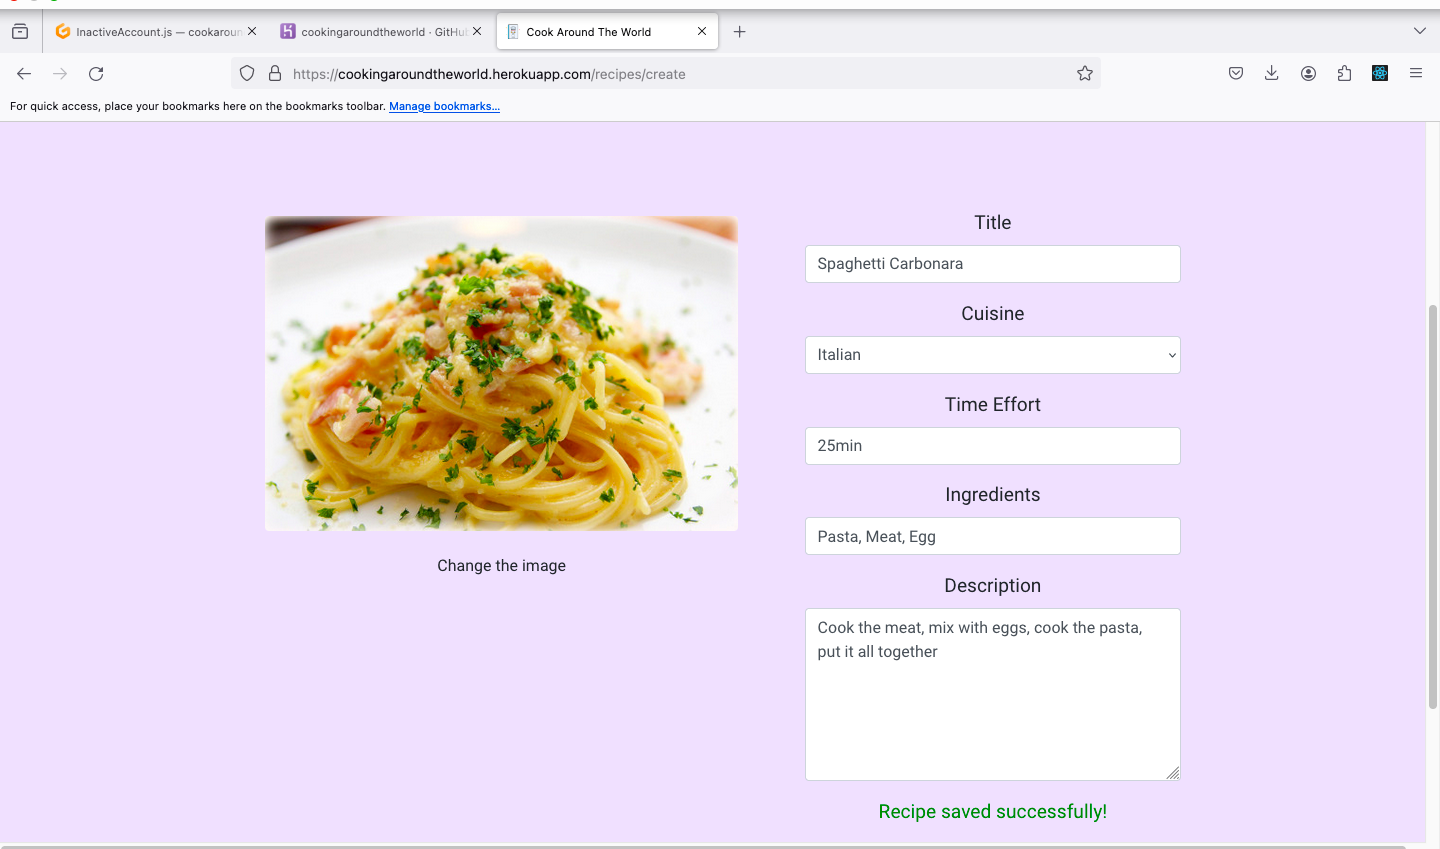 InactiveAccount.js — cookaroun
cookingaroundtheworld · GitHu
Cook Around The World
https://cookingaroundtheworld.herokuapp.com/recipes/create
For quick access, place your bookmarks here on the bookmarks toolbar. Manage bookmarks...
Change the image
Title
Spaghetti Carbonara
Cuisine
Italian
Time Effort
25min
Ingredients
Pasta, Meat, Egg
Description
Cook the meat, mix with eggs, cook the pasta,
put it all together
Recipe saved successfully!